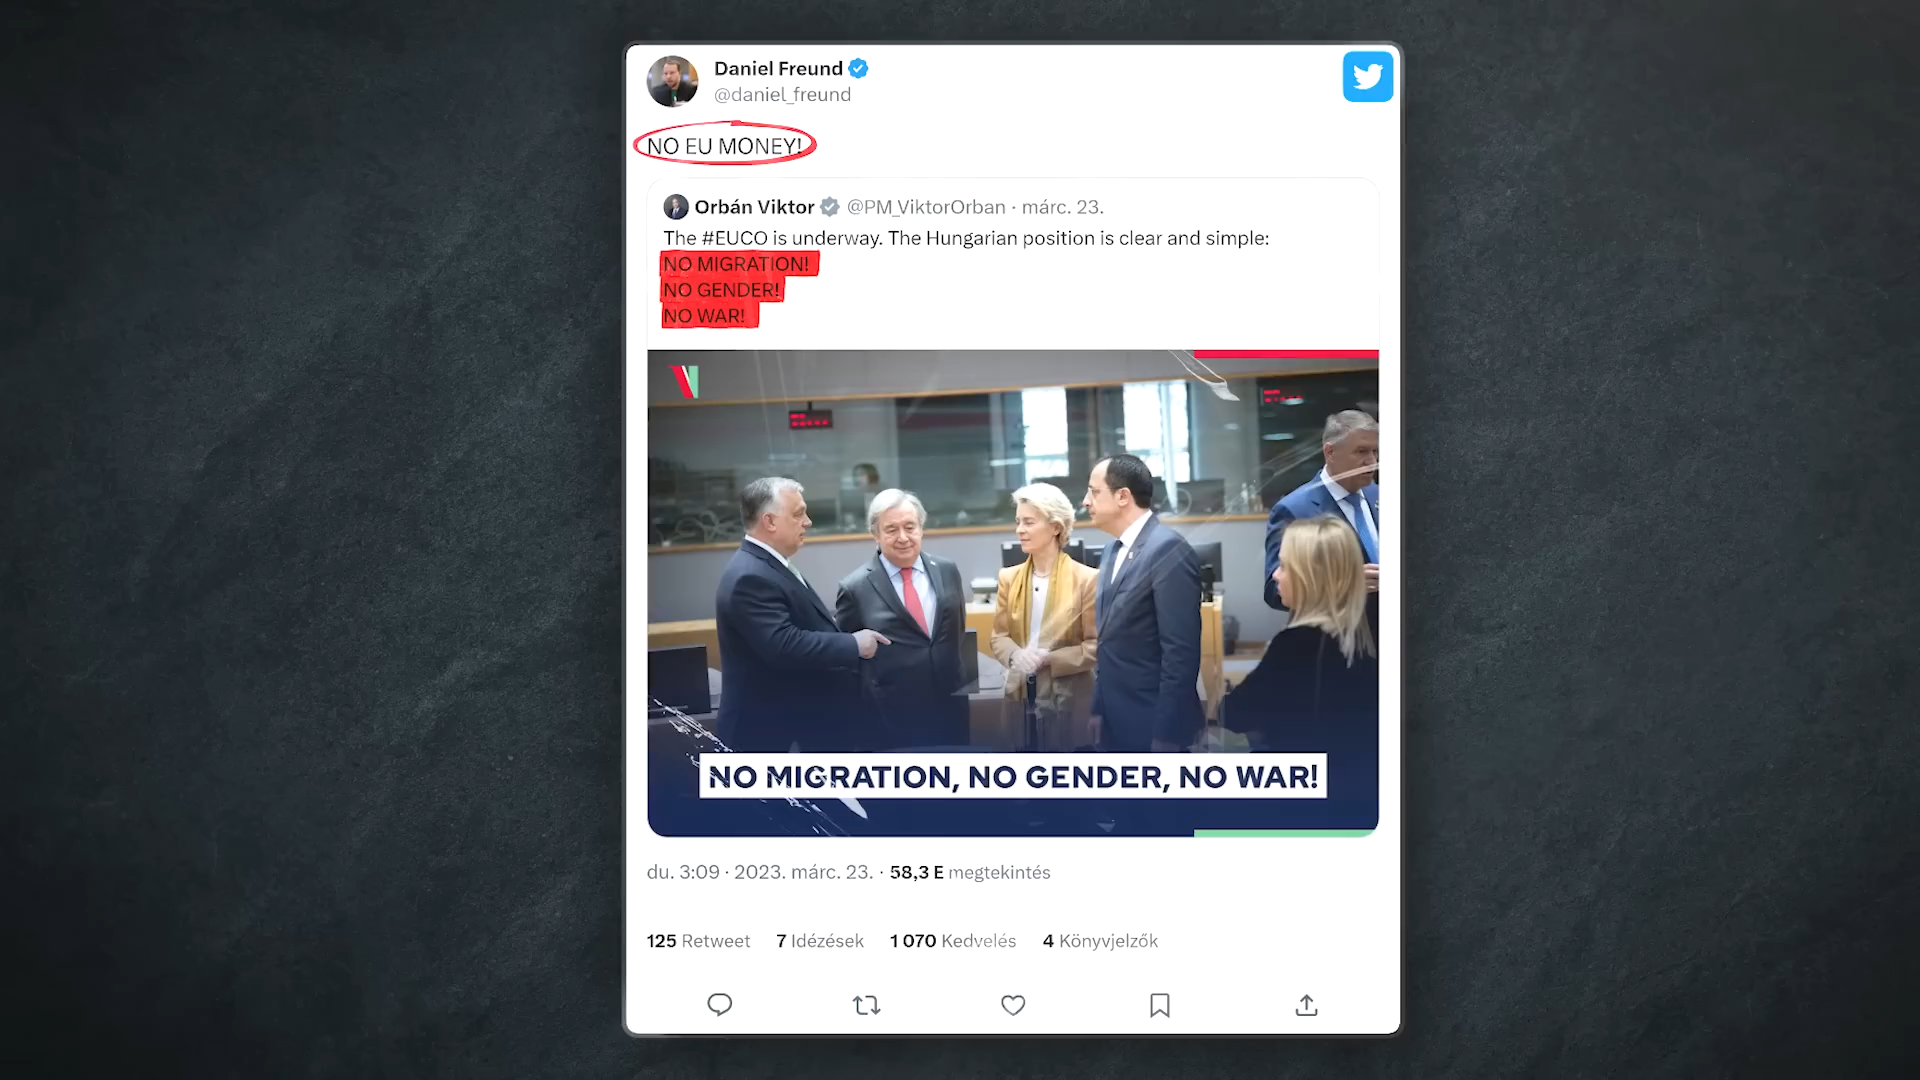 Daniel Freund
@daniel_freund
NO EU MONEY!
Orbán Viktor @PM_ViktorOrban · márc. 23.
The #EUCO is underway. The Hungarian position is clear and simple:
NO MIGRATION!
NO GENDER!
NO WAR!
NO MIGRATION, NO GENDER, NO WAR!
du. 3:09 · 2023. márc. 23. · 58,3 E megtekintés
125 Retweet 7 Idézések 1 070 Kedvelés 4 Könyvjelzők